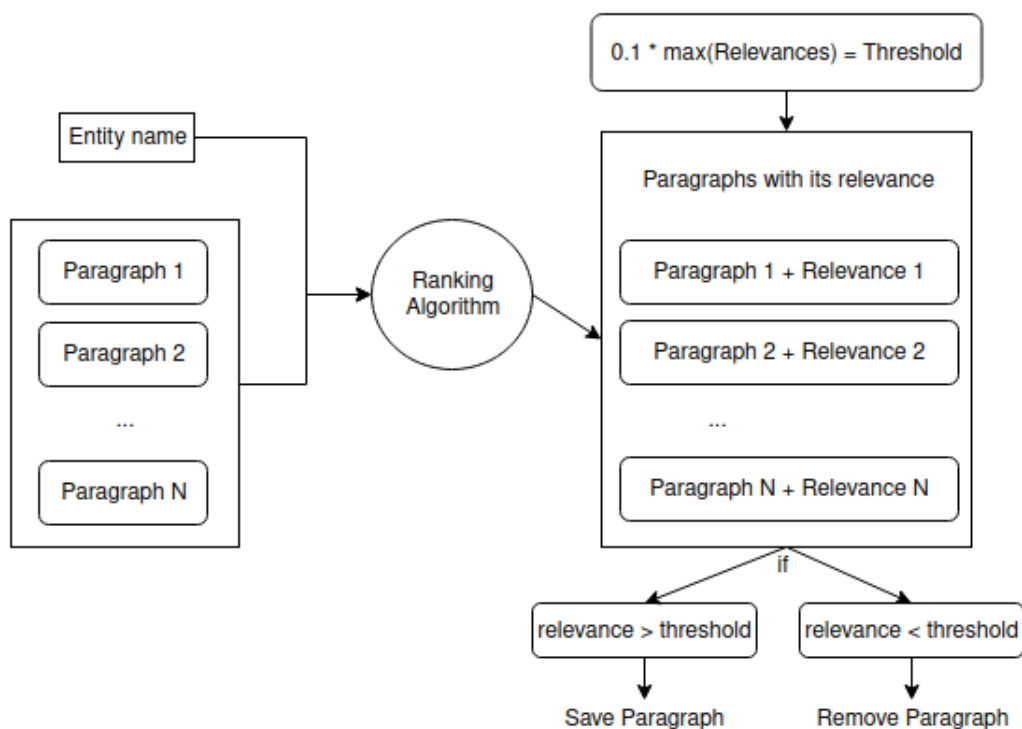 0.1 * max(Relevances) = Threshold
Entity name
Paragraph 1
Paragraph 2
...
Paragraph N
Ranking
Algorithm
Paragraphs with its relevance
Paragraph 1 + Relevance 1
Paragraph 2 + Relevance 2
...
Paragraph N + Relevance N
if
relevance > threshold
relevance < threshold
Save Paragraph
Remove Paragraph